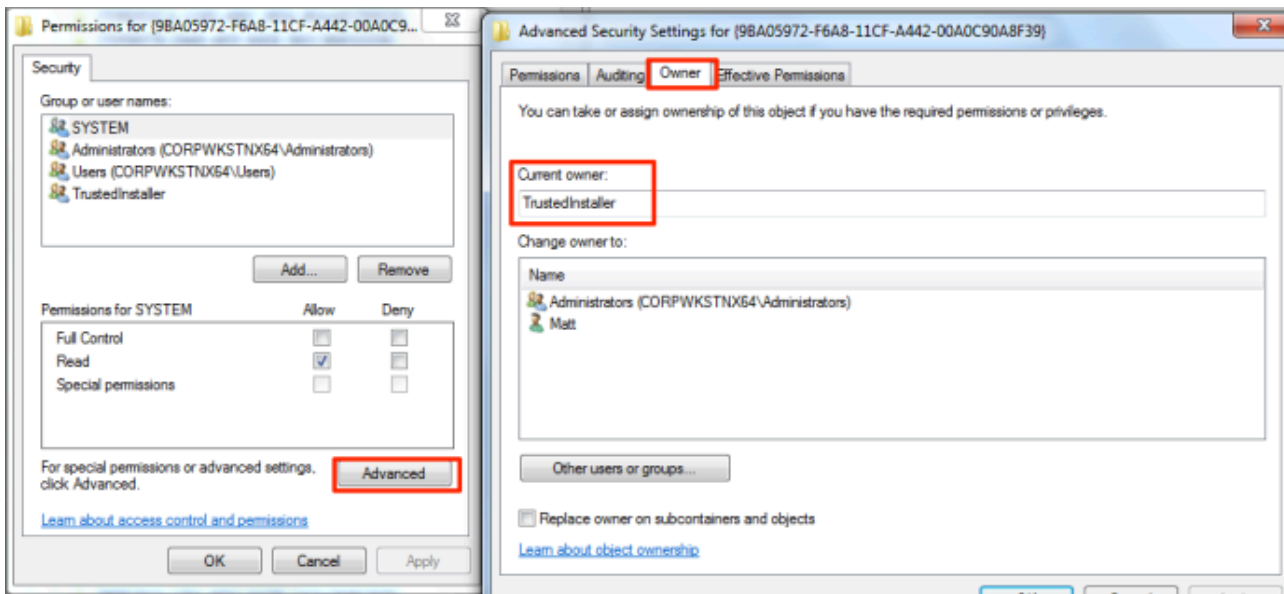 Permissions for {9BA05972-F6A8-11CF-A442-00A0C9...
Security
Group or user names:
SYSTEM
Administrators (CORPWKSTNX64\Administrators)
Users (CORPWKSTNX64\Users)
TrustedInstaller
Add...
Remove
Permissions for SYSTEM
Allow
Deny
Full Control
Read
Special permissions
For special permissions or advanced settings,
click Advanced.
Advanced
Learn about access control and permissions
OK
Cancel
Apply
Advanced Security Settings for {9BA05972-F6A8-11CF-A442-00A0C90A8F39}
Permissions
Auditing
Owner
Effective Permissions
You can take or assign ownership of this object if you have the required permissions or privileges.
Current owner:
TrustedInstaller
Change owner to:
Name
Administrators (CORPWKSTNX64\Administrators)
Matt
Other users or groups...
Replace owner on subcontainers and objects
Learn about object ownership